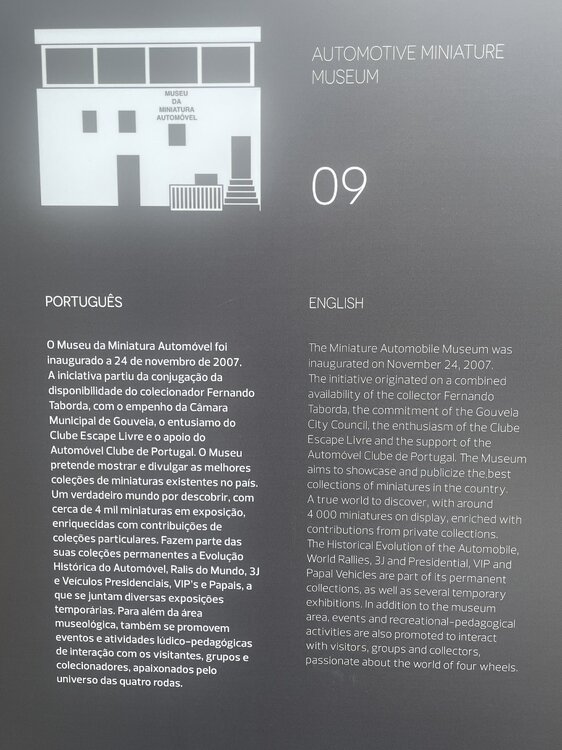 MUSEU
DA
MINIATURA
AUTOMÓVEL
AUTOMOTIVE MINIATURE
MUSEUM
09
PORTUGUÊS
O Museu da Miniatura Automóvel foi
inaugurado a 24 de novembro de 2007.
A iniciativa partiu da conjugação da
disponibilidade do colecionador Fernando
Taborda, com o empenho da Câmara
Municipal de Gouveia, o entusiamo do
Clube Escape Livre e o apoio do
Automóvel Clube de Portugal. O Museu
pretende mostrar e divulgar as melhores
coleções de miniaturas existentes no país.
Um verdadeiro mundo por descobrir, com
cerca de 4 mil miniaturas em exposição,
enriquecidas com contribuições de
coleções particulares. Fazem parte das
suas coleções permanentes a Evolução
Histórica do Automóvel, Ralis do Mundo, 3J
e Veículos Presidenciais, VIP's e Papais, a
que se juntam diversas exposições
temporárias. Para além da área
museológica, também se promovem
eventos e atividades lúdico-pedagógicas
de interação com os visitantes, grupos e
colecionadores, apaixonados pelo
universo das quatro rodas.
ENGLISH
The Miniature Automobile Museum was
inaugurated on November 24, 2007.
The initiative originated on a combined
availability of the collector Fernando
Taborda, the commitment of the Gouveia
City Council, the enthusiasm of the Clube
Escape Livre and the support of the
Automóvel Clube de Portugal. The Museum
aims to showcase and publicize the best
collections of miniatures in the country.
A true world to discover, with around
4 000 miniatures on display, enriched with
contributions from private collections.
The Historical Evolution of the Automobile,
World Rallies, 3J and Presidential, VIP and
Papal Vehicles are part of its permanent
collections, as well as several temporary
exhibitions. In addition to the museum
area, events and recreational-pedagogical
activities are also promoted to interact
with visitors, groups and collectors,
passionate about the world of four wheels.